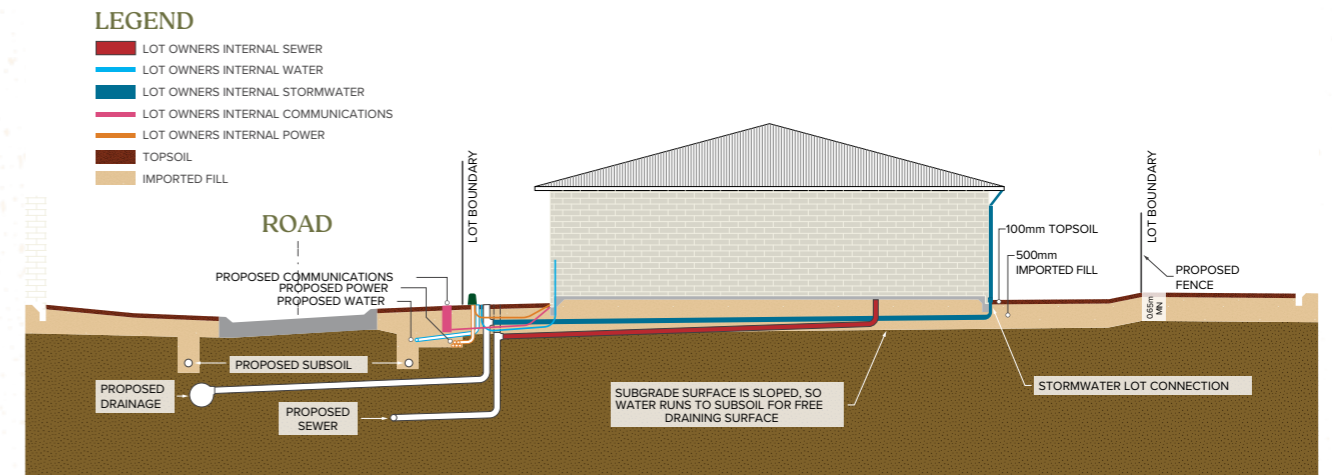 LEGEND
LOT OWNERS INTERNAL SEWER
LOT OWNERS INTERNAL WATER
LOT OWNERS INTERNAL STORMWATER
LOT OWNERS INTERNAL COMMUNICATIONS
LOT OWNERS INTERNAL POWER
TOPSOIL
IMPORTED FILL
ROAD
LOT BOUNDARY
PROPOSED COMMUNICATIONS
PROPOSED POWER
PROPOSED WATER
100mm TOPSOIL
500mm
IMPORTED FILL
LOT BOUNDARY
PROPOSED
FENCE
0.65m
MIN
PROPOSED SUBSOIL
PROPOSED
DRAINAGE
PROPOSED
SEWER
SUBGRADE SURFACE IS SLOPED, SO
WATER RUNS TO SUBSOIL FOR FREE
DRAINING SURFACE
STORMWATER LOT CONNECTION